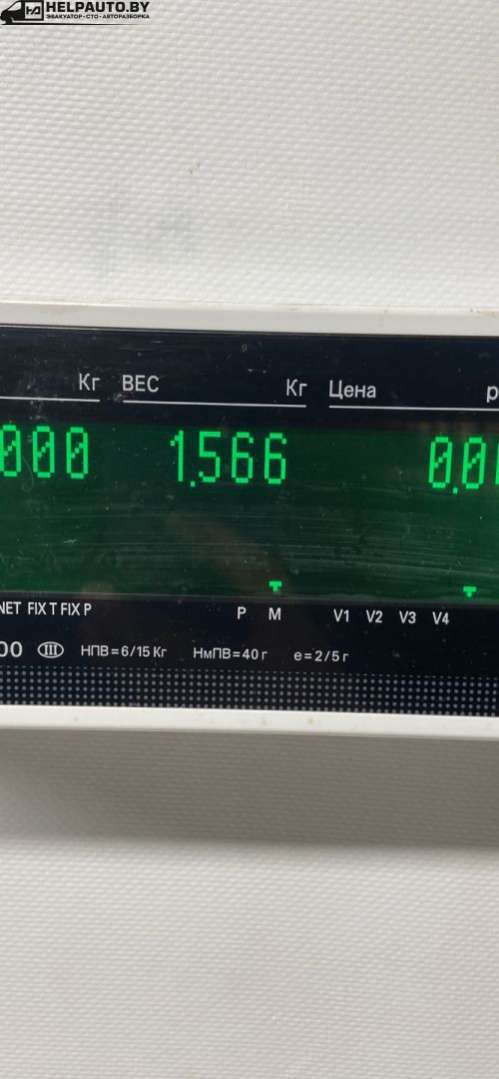 HELPAUTO.BY
ЭВАКУАТОР · СТО · АВТОРАЗБОРКА
Кг ВЕС Кг Цена р
000 1.566 0.0
NET FIX T FIX P P M V1 V2 V3 V4
00 III НПВ=6/15 Кг НмПВ=40 г e=2/5 г